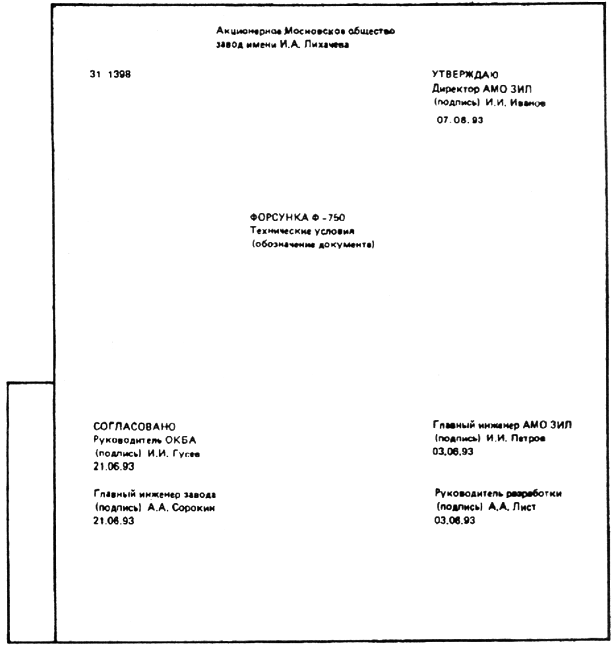 Акционерное Московское общество
завод имени И.А. Лихачева
31 1398
УТВЕРЖДАЮ
Директор АМО ЗИЛ
(подпись) И.И. Иванов
07.06.93
ФОРСУНКА Ф-750
Технические условия
(обозначение документа)
СОГЛАСОВАНО
Руководитель ОКБА
(подпись) И.И. Гусев
21.06.93
Главный инженер завода
(подпись) А.А. Сорокин
21.06.93
Главный инженер АМО ЗИЛ
(подпись) И.И. Петров
03.06.93
Руководитель разработки
(подпись) А.А. Лист
03.06.93